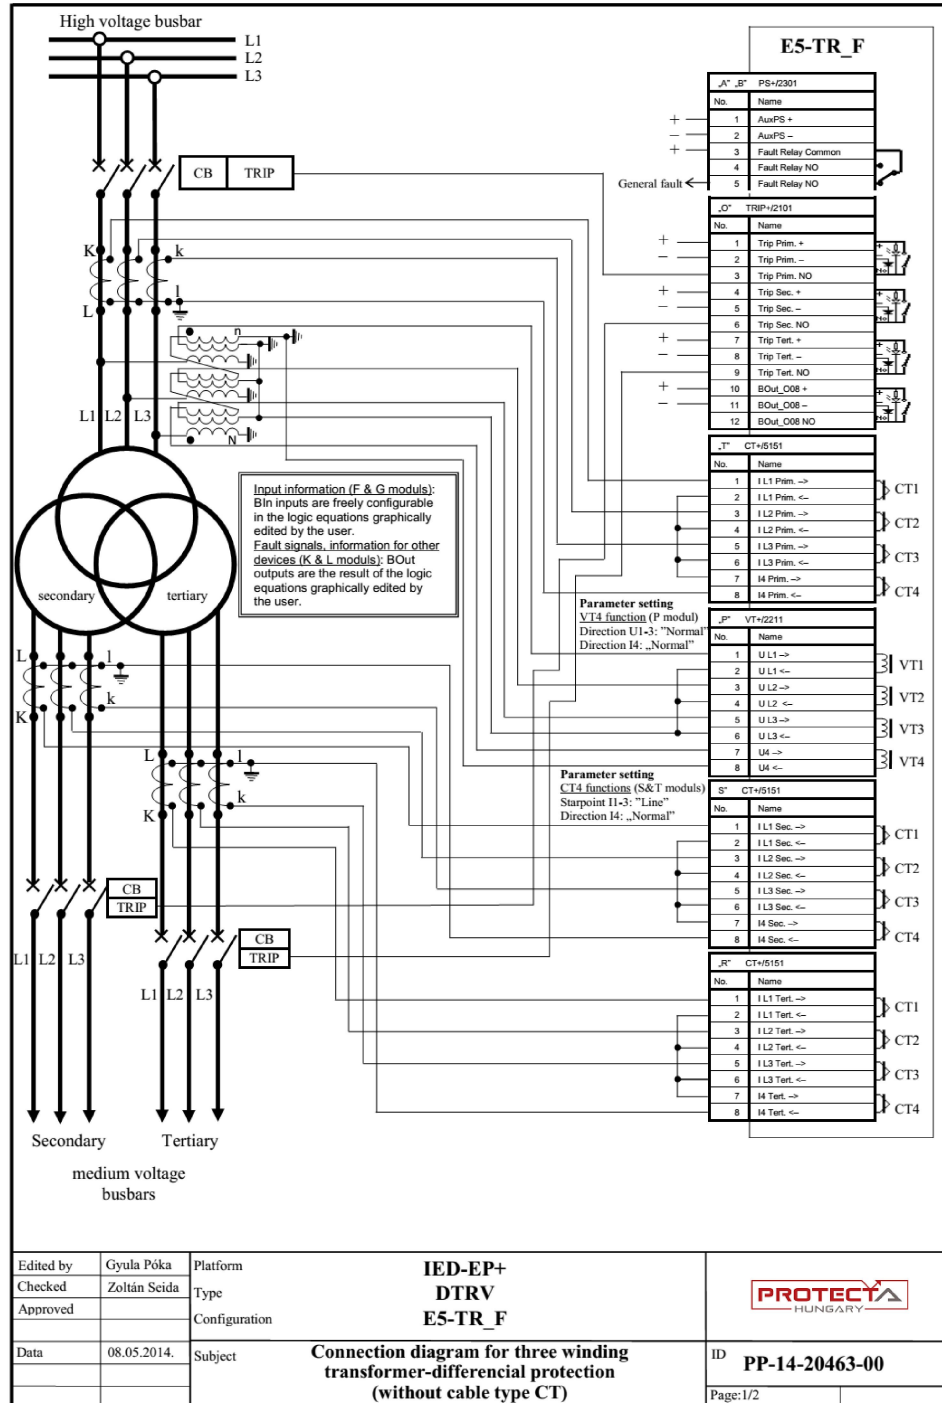 High voltage busbar
L1
L2
L3
E5-TR_F
CB TRIP
„A" „B" PS+/2301
No. Name
1 AuxPS +
2 AuxPS –
3 Fault Relay Common
4 Fault Relay NO
5 Fault Relay NO
+
–
+
General fault
„O" TRIP+/2101
No. Name
1 Trip Prim. +
2 Trip Prim. –
3 Trip Prim. NO
4 Trip Sec. +
5 Trip Sec. –
6 Trip Sec. NO
7 Trip Tert. +
8 Trip Tert. –
9 Trip Tert. NO
10 BOut_O08 +
11 BOut_O08 –
12 BOut_O08 NO
+
–
+
–
+
–
+
–
K k
L l
n
N
L1 L2 L3
Input information (F & G moduls):
BIn inputs are freely configurable
in the logic equations graphically
edited by the user.
Fault signals, information for other
devices (K & L moduls): BOut
outputs are the result of the logic
equations graphically edited by
the user.
„T" CT+/5151
No. Name
1 I L1 Prim. –>
2 I L1 Prim. <–
3 I L2 Prim. –>
4 I L2 Prim. <–
5 I L3 Prim. –>
6 I L3 Prim. <–
7 I4 Prim. –>
8 I4 Prim. <–
CT1
CT2
CT3
CT4
secondary tertiary
Parameter setting
VT4 function (P modul)
Direction U1-3: "Normal"
Direction I4: „Normal"
„P" VT+/2211
No. Name
1 U L1 –>
2 U L1 <–
3 U L2 –>
4 U L2 <–
5 U L3 –>
6 U L3 <–
7 U4 –>
8 U4 <–
VT1
VT2
VT3
VT4
L l
K k
L l
K k
Parameter setting
CT4 functions (S&T moduls)
Starpoint I1-3: "Line"
Direction I4: „Normal"
S" CT+/5151
No. Name
1 I L1 Sec. –>
2 I L1 Sec. <–
3 I L2 Sec. –>
4 I L2 Sec. <–
5 I L3 Sec. –>
6 I L3 Sec. <–
7 I4 Sec. –>
8 I4 Sec. <–
CT1
CT2
CT3
CT4
CB
TRIP
CB
TRIP
L1 L2 L3
L1 L2 L3
„R" CT+/5151
No. Name
1 I L1 Tert. –>
2 I L1 Tert. <–
3 I L2 Tert. –>
4 I L2 Tert. <–
5 I L3 Tert. –>
6 I L3 Tert. <–
7 I4 Tert. –>
8 I4 Tert. <–
CT1
CT2
CT3
CT4
Secondary Tertiary
medium voltage
busbars
Edited by Gyula Póka
Checked Zoltán Seida
Approved
Data 08.05.2014.
Platform IED-EP+
Type DTRV
Configuration E5-TR_F
Subject Connection diagram for three winding
transformer-differencial protection
(without cable type CT)
PROTECTA
HUNGARY
ID PP-14-20463-00
Page:1/2